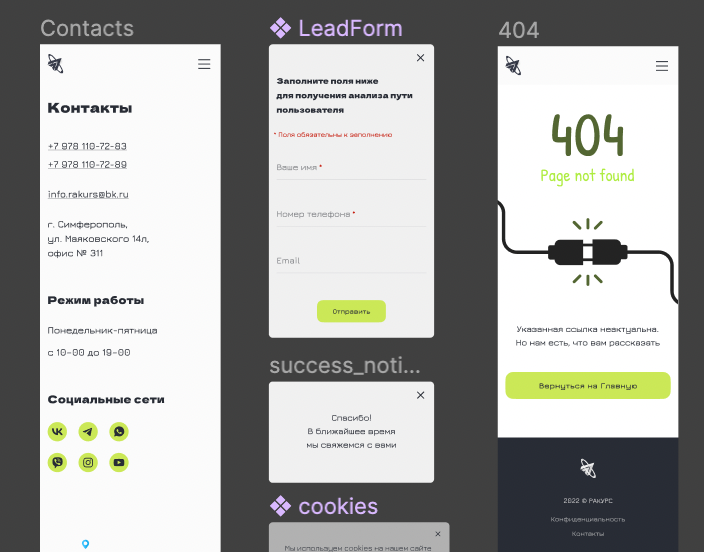 Contacts
Контакты
+7 978 110-72-83
+7 978 110-72-89
info.rakurs@bk.ru
г. Симферополь,
ул. Маяковского 14л,
офис № 311
Режим работы
Понедельник-пятница
с 10-00 до 19-00
Социальные сети
LeadForm
Заполните поля ниже
для получения анализа пути
пользователя
* Поля обязательны к заполнению
Ваше имя *
Номер телефона *
Email
Отправить
success_noti...
Спасибо!
В ближайшее время
мы свяжемся с вами
cookies
Мы используем cookies на нашем сайте
404
404
Page not found
Указанная ссылка неактуальна.
Но нам есть, что вам рассказать
Вернуться на Главную
2022 © РАКУРС
Конфиденциальность
Контакты